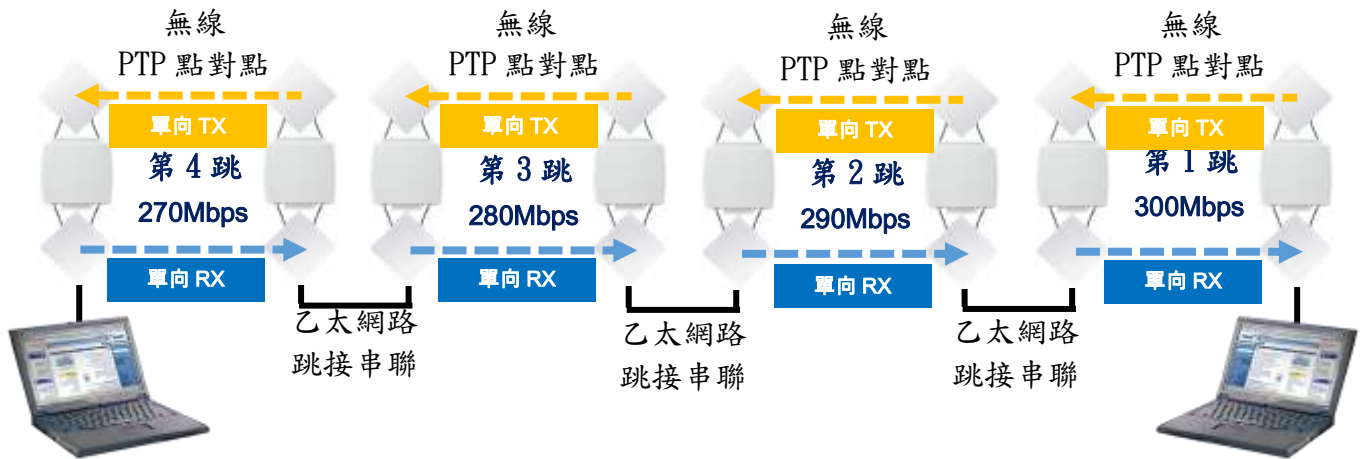 無線
PTP 點對點
單向 TX
第 4 跳
270Mbps
單向 RX
乙太網路
跳接串聯
無線
PTP 點對點
單向 TX
第 3 跳
280Mbps
單向 RX
乙太網路
跳接串聯
無線
PTP 點對點
單向 TX
第 2 跳
290Mbps
單向 RX
乙太網路
跳接串聯
無線
PTP 點對點
單向 TX
第 1 跳
300Mbps
單向 RX